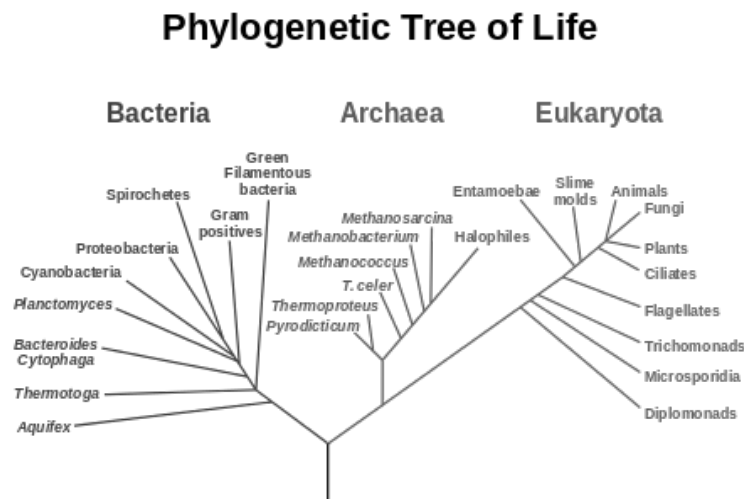 Phylogenetic Tree of Life
Bacteria
Archaea
Eukaryota
Green
Filamentous
bacteria
Spirochetes
Gram
positives
Proteobacteria
Cyanobacteria
Planctomyces
Bacteroides
Cytophaga
Thermotoga
Aquifex
Methanosarcina
Methanobacterium
Halophiles
Methanococcus
T. celer
Thermoproteus
Pyrodicticum
Entamoebae
Slime
molds
Animals
Fungi
Plants
Ciliates
Flagellates
Trichomonads
Microsporidia
Diplomonads